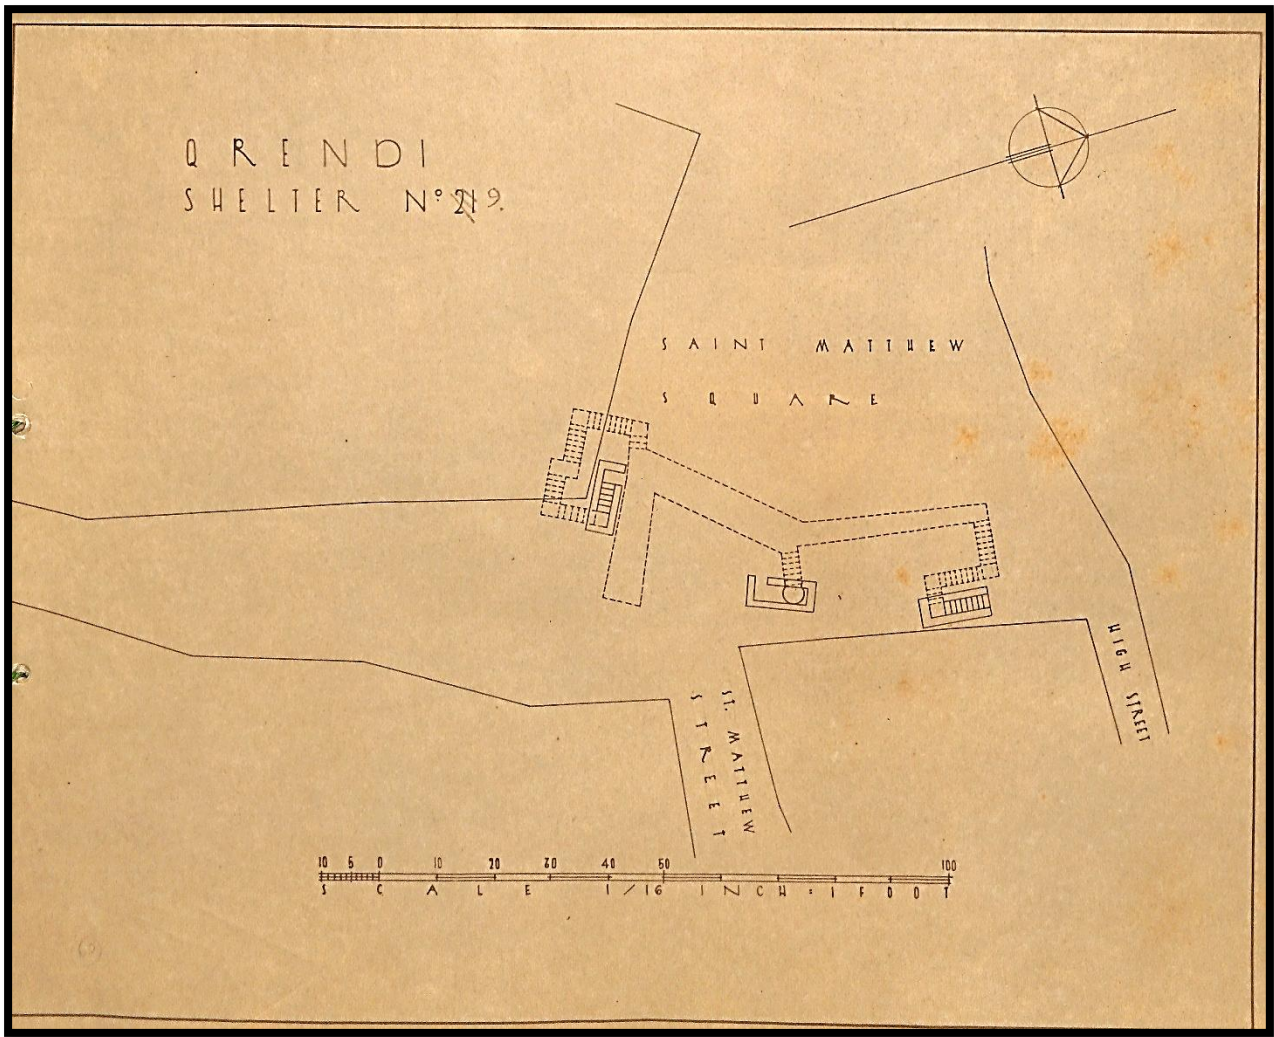 QRENDI
SHELTER Nº 9.
SAINT MATTHEW
SQUARE
HIGH STREET
ST. MATTHEW
STREET
10 5 0 10 20 30 40 50 100
SCALE 1/16 INCH = 1 FOOT